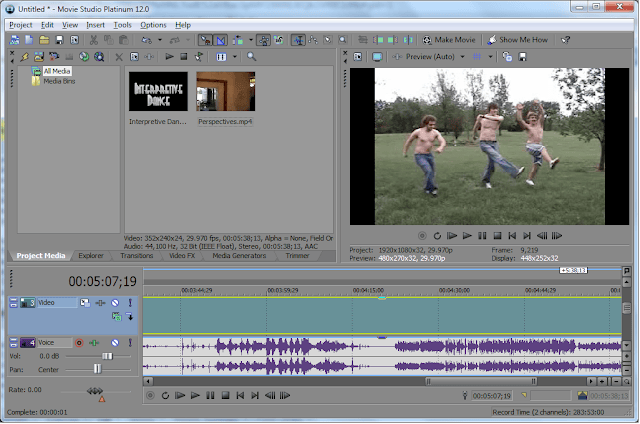 Untitled * - Movie Studio Platinum 12.0
Project Edit View Insert Tools Options Help
Make Movie Show Me How
All Media
Media Bins
Preview (Auto)
INTERPRETIVE
DANCE
Interpretive Dan... Perspectives.mp4
Video: 352x240x24, 29.970 fps, 00:05:38;13, Alpha = None, Field Or
Audio: 44,100 Hz, 32 Bit (IEEE Float), Stereo, 00:05:38;13, AAC
Project Media Explorer Transitions Video FX Media Generators Trimmer
Project: 1920x1080x32, 29.970p Frame: 9,219
Preview: 480x270x32, 29.970p Display: 448x252x32
00:05:07;19
+5:38;13
00:03:44;29 00:03:59;29 00:04:15;00 00:04:30;00 00:04:44;29
3 Video
4 Voice
Vol: 0.0 dB
Pan: Center
Rate: 0.00
00:05:07;19 00:05:38;13
Complete: 00:00:01 Record Time (2 channels): 283:53:00